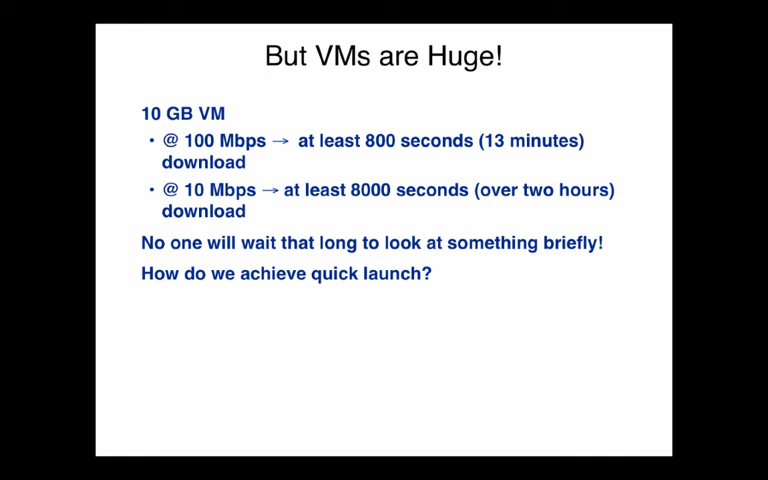 But VMs are Huge!
10 GB VM
• @ 100 Mbps → at least 800 seconds (13 minutes)
download
• @ 10 Mbps → at least 8000 seconds (over two hours)
download
No one will wait that long to look at something briefly!
How do we achieve quick launch?